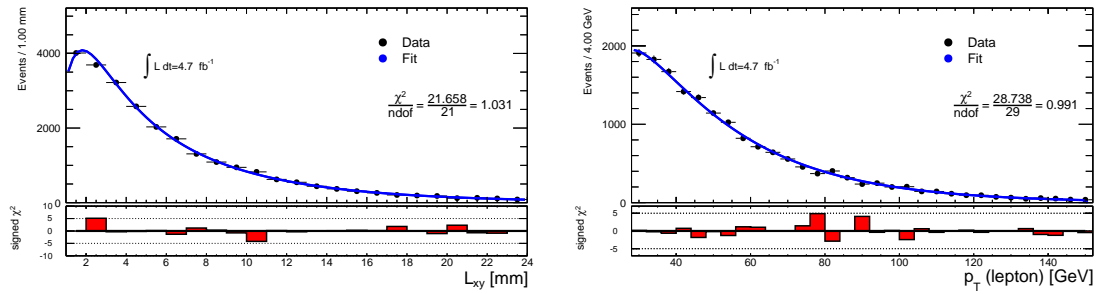 Events / 1.00 mm
4000
2000
0
∫ L dt=4.7 fb⁻¹
Data
Fit
χ²/ndof = 21.658/21 = 1.031
signed χ²
10
5
0
-5
-10
2 4 6 8 10 12 14 16 18 20 22 24
L_xy [mm]
Events / 4.00 GeV
2000
1000
0
∫ L dt=4.7 fb⁻¹
Data
Fit
χ²/ndof = 28.738/29 = 0.991
signed χ²
5
0
-5
40 60 80 100 120 140
p_T (lepton) [GeV]